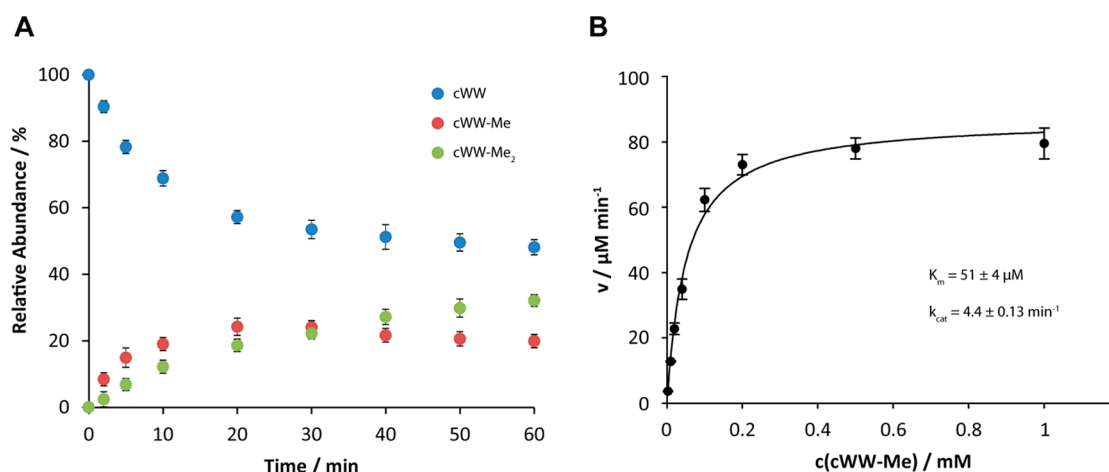 A
Relative Abundance / %
100
80
60
40
20
0
cWW
cWW-Me
cWW-Me₂
0 10 20 30 40 50 60
Time / min
B
v / µM min⁻¹
100
80
60
40
20
0
Kₘ = 51 ± 4 µM
k_cat = 4.4 ± 0.13 min⁻¹
0 0.2 0.4 0.6 0.8 1
c(cWW-Me) / mM